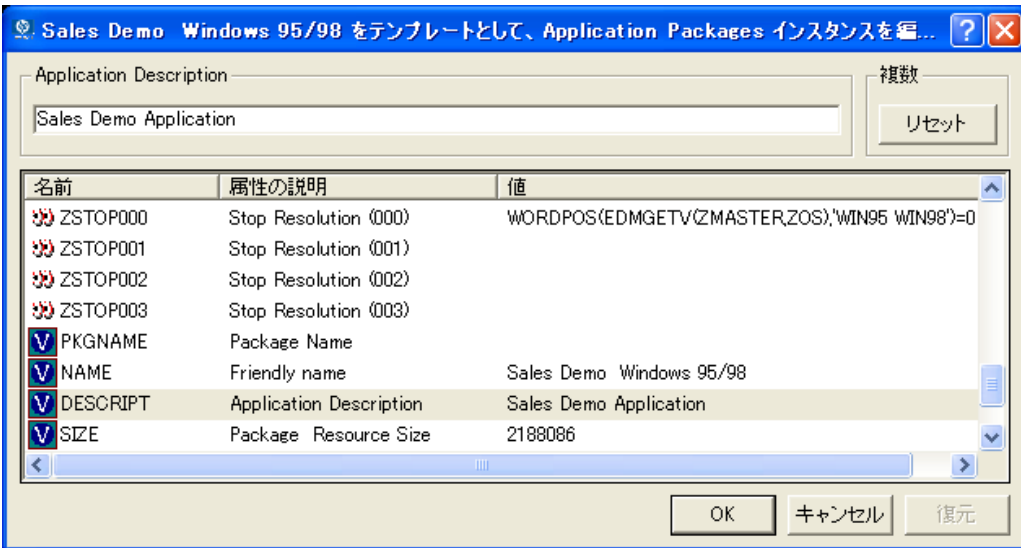 Sales Demo Windows 95/98 をテンプレートとして、Application Packages インスタンスを編...
Application Description
複数
Sales Demo Application
リセット
名前 属性の説明 値
ZSTOP000 Stop Resolution (000) WORDPOS(EDMGETV(ZMASTER,ZOS),'WIN95 WIN98')=0
ZSTOP001 Stop Resolution (001)
ZSTOP002 Stop Resolution (002)
ZSTOP003 Stop Resolution (003)
V PKGNAME Package Name
V NAME Friendly name Sales Demo Windows 95/98
V DESCRIPT Application Description Sales Demo Application
V SIZE Package Resource Size 2188086
OK キャンセル 復元